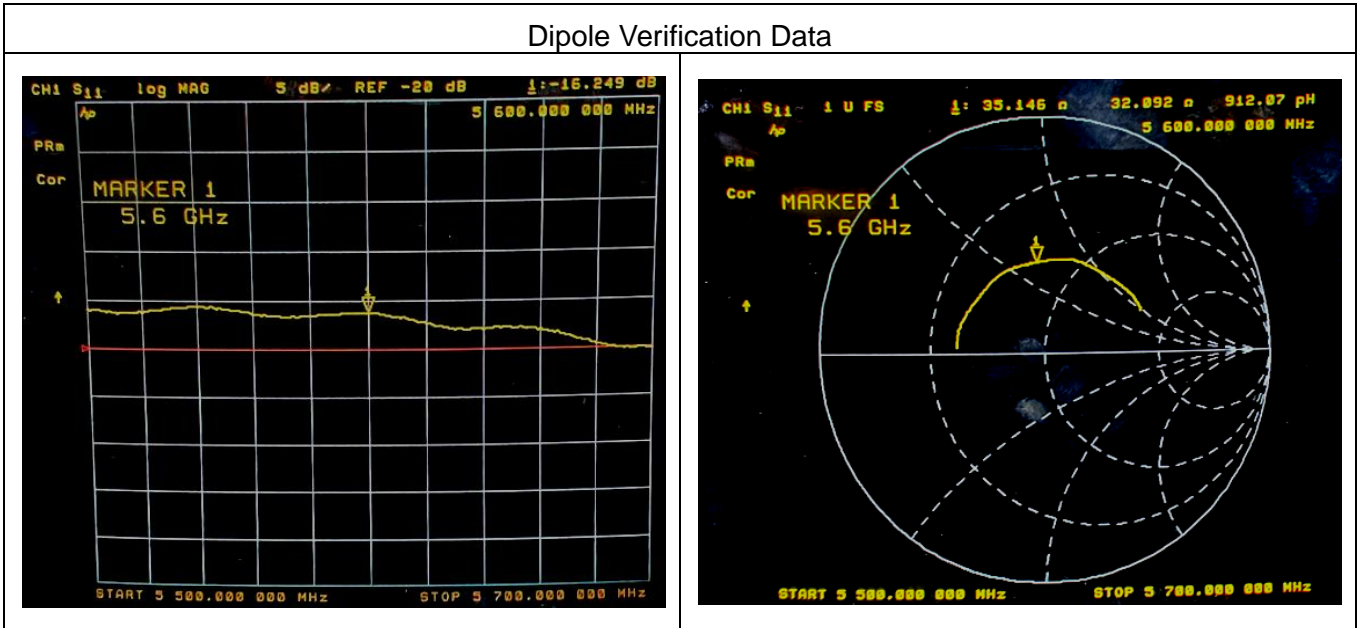 Dipole Verification Data
CH1 S11 log MAG 5 dB/ REF -20 dB 1:-16.249 dB
hp
5 600.000 000 MHz
PRm
Cor
MARKER 1
5.6 GHz
1
START 5 500.000 000 MHz STOP 5 700.000 000 MHz
CH1 S11 1 U FS 1: 35.146 Ω 32.092 Ω 912.07 pH
hp
5 600.000 000 MHz
PRm
Cor
MARKER 1
5.6 GHz
1
START 5 500.000 000 MHz STOP 5 700.000 000 MHz